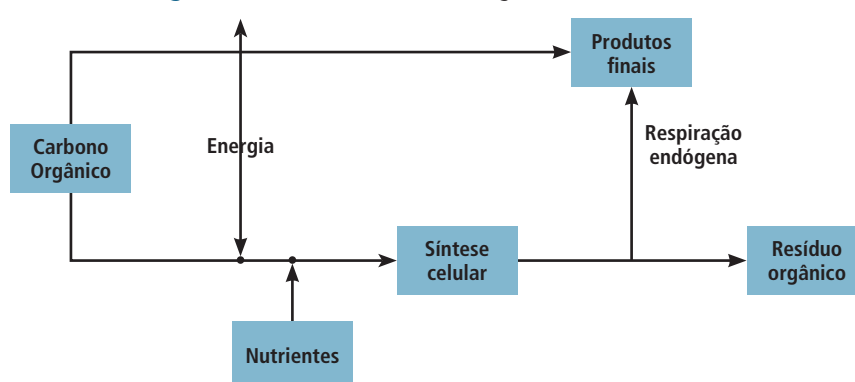 Produtos
finais
Carbono
Orgânico
Energia
Respiração
endógena
Síntese
celular
Resíduo
orgânico
Nutrientes